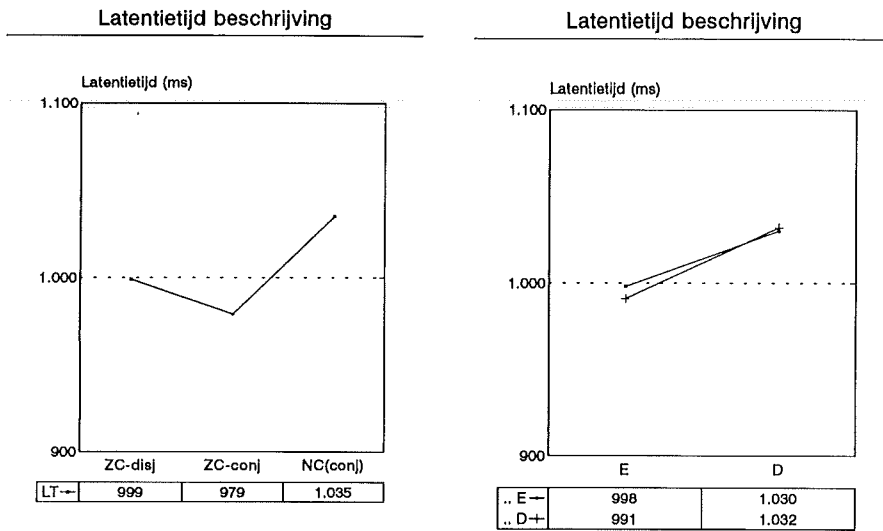 Latentietijd beschrijving
Latentietijd (ms)
1.100
1.000
900
ZC-disj ZC-conj NC(conj)
LT 999 979 1.035
Latentietijd beschrijving
Latentietijd (ms)
1.100
1.000
900
E D
.. E 998 1.030
.. D 991 1.032